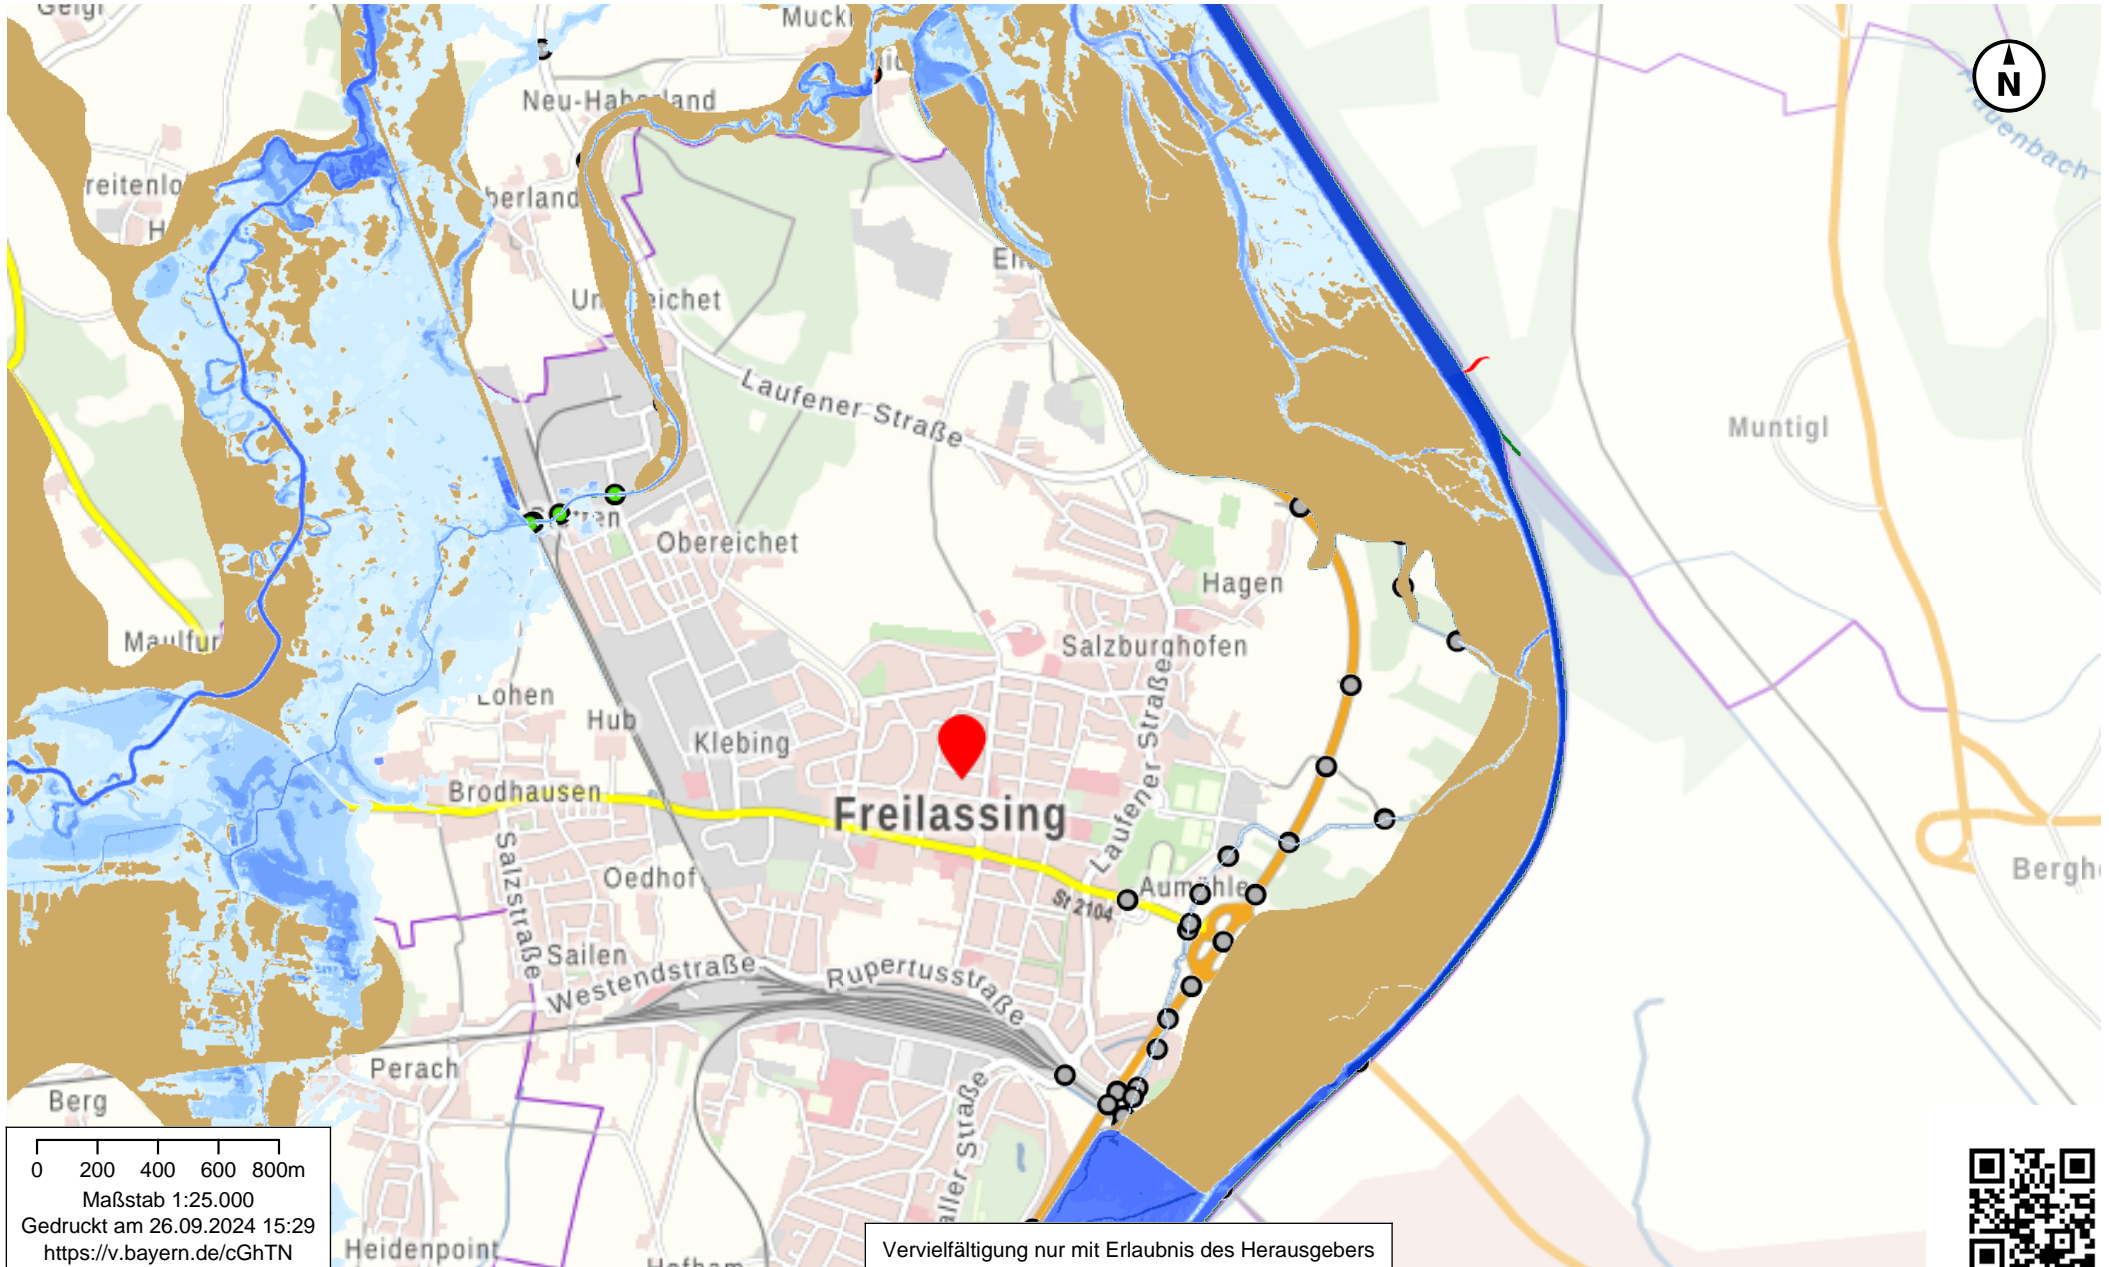 N
Neu-Haberland
Laufener Straße
Muntigl
Obereichet
Hagen
Salzburghofen
Lohen
Hub
Klebing
Brodhausen
Freilassing
Laufener Straße
Salzstraße
Oedhof
Aumühle
St 2104
Sailen
Westendstraße
Rupertusstraße
Perach
Berg
Heidenpoint
0 200 400 600 800m
Maßstab 1:25.000
Gedruckt am 26.09.2024 15:29
https://v.bayern.de/cGhTN
Vervielfältigung nur mit Erlaubnis des Herausgebers